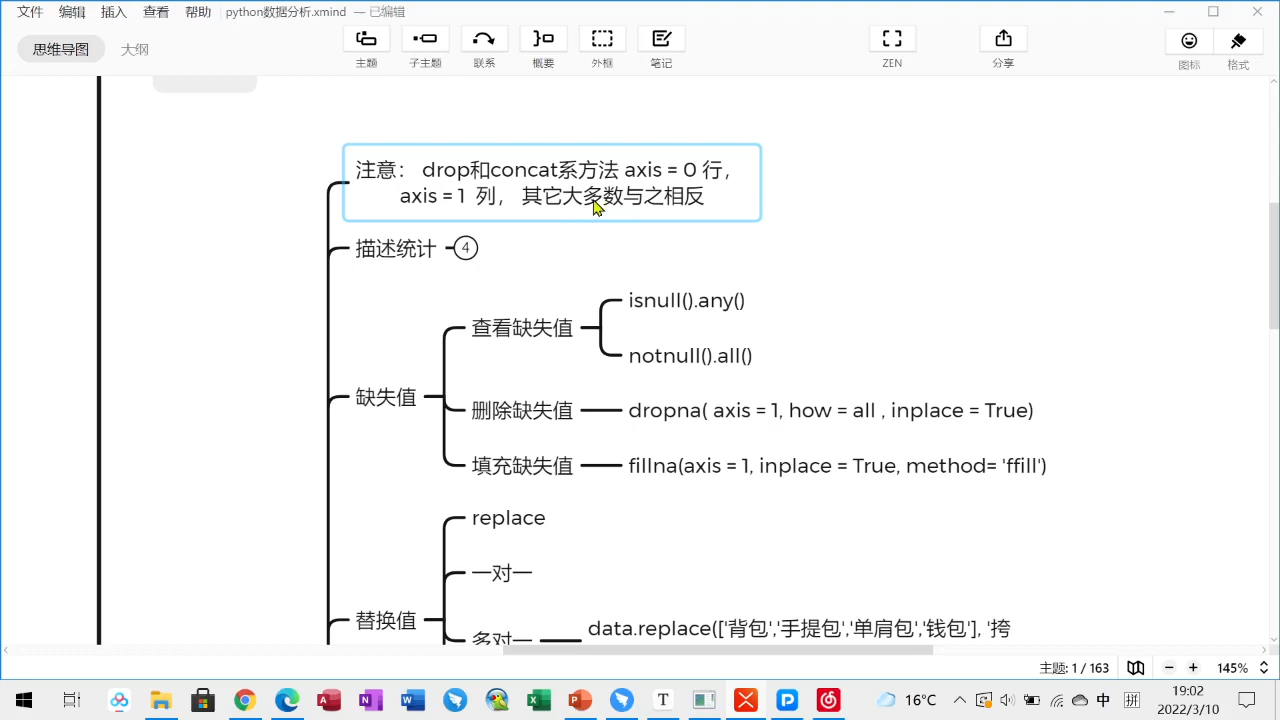 文件 编辑 插入 查看 帮助 python数据分析.xmind — 已编辑
思维导图 大纲
主题 子主题 联系 概要 外框 笔记 ZEN 分享 图标 格式
注意： drop和concat系方法 axis = 0 行，
axis = 1 列， 其它大多数与之相反
描述统计 4
isnull().any()
查看缺失值
notnull().all()
缺失值
删除缺失值 dropna( axis = 1, how = all , inplace = True)
填充缺失值 fillna(axis = 1, inplace = True, method= 'ffill')
replace
一对一
替换值
多对一 data.replace(['背包','手提包','单肩包','钱包'], '挎
主题: 1 / 163 145%
16°C 中 拼 19:02
2022/3/10